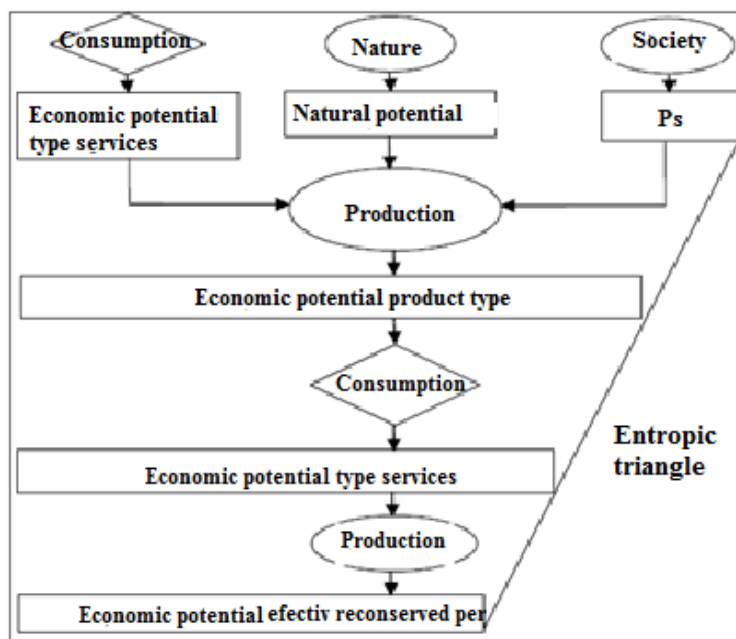 Consumption
Nature
Society
Economic potential
type services
Natural potential
Ps
Production
Economic potential product type
Consumption
Entropic
triangle
Economic potential type services
Production
Economic potential efectiv reconserved per